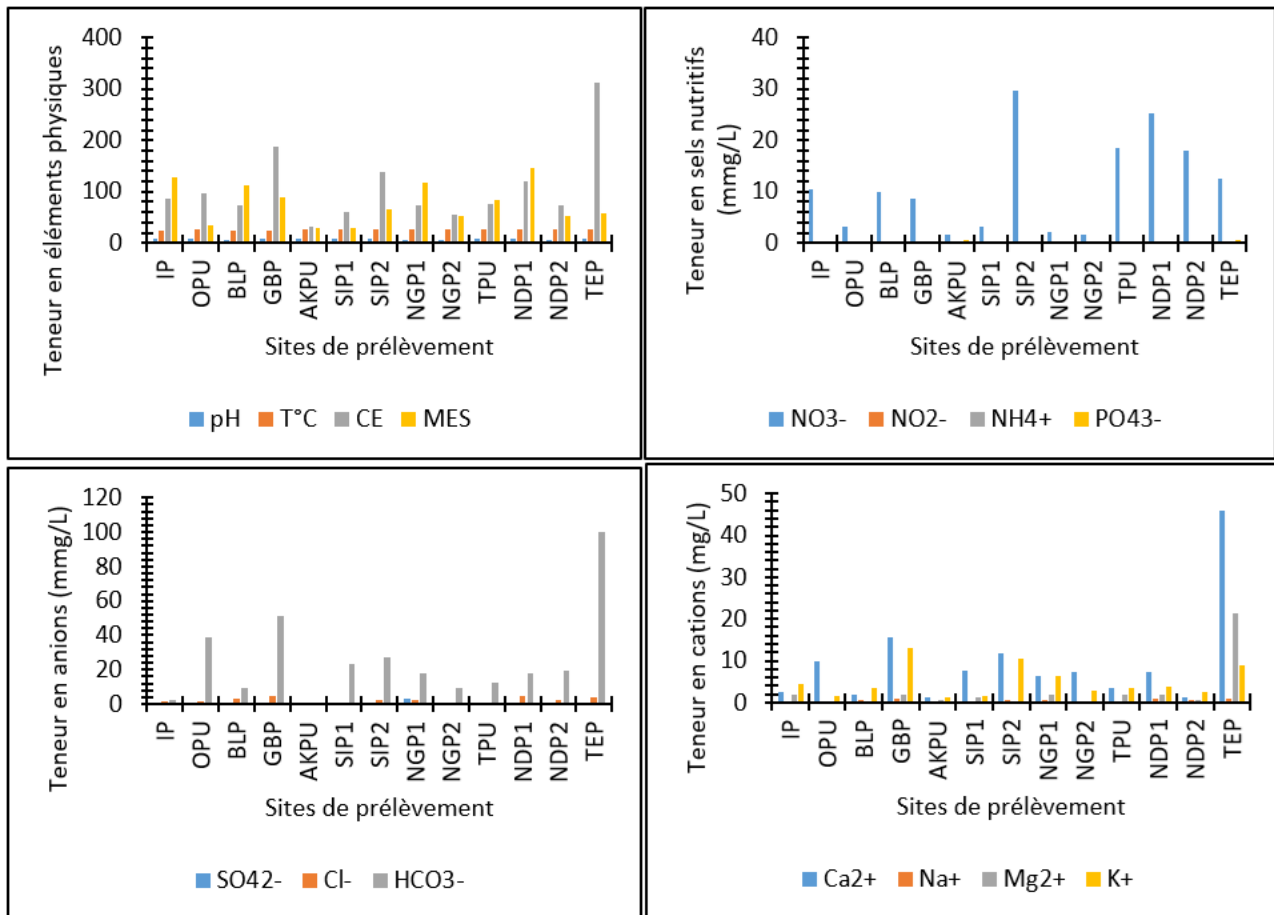 Teneur en éléments physiques
400
300
200
100
0
IP
OPU
BLP
GBP
AKPU
SIP1
SIP2
NGP1
NGP2
TPU
NDP1
NDP2
TEP
Sites de prélèvement
pH T°C CE MES
Teneur en sels nutritifs
(mmg/L)
40
30
20
10
0
IP
OPU
BLP
GBP
AKPU
SIP1
SIP2
NGP1
NGP2
TPU
NDP1
NDP2
TEP
Sites de prélèvement
NO3- NO2- NH4+ PO43-
Teneur en anions (mmg/L)
120
100
80
60
40
20
0
IP
OPU
BLP
GBP
AKPU
SIP1
SIP2
NGP1
NGP2
TPU
NDP1
NDP2
TEP
Sites de prélèvement
SO42- Cl- HCO3-
Teneur en cations (mg/L)
50
40
30
20
10
0
IP
OPU
BLP
GBP
AKPU
SIP1
SIP2
NGP1
NGP2
TPU
NDP1
NDP2
TEP
Sites de prélèvement
Ca2+ Na+ Mg2+ K+